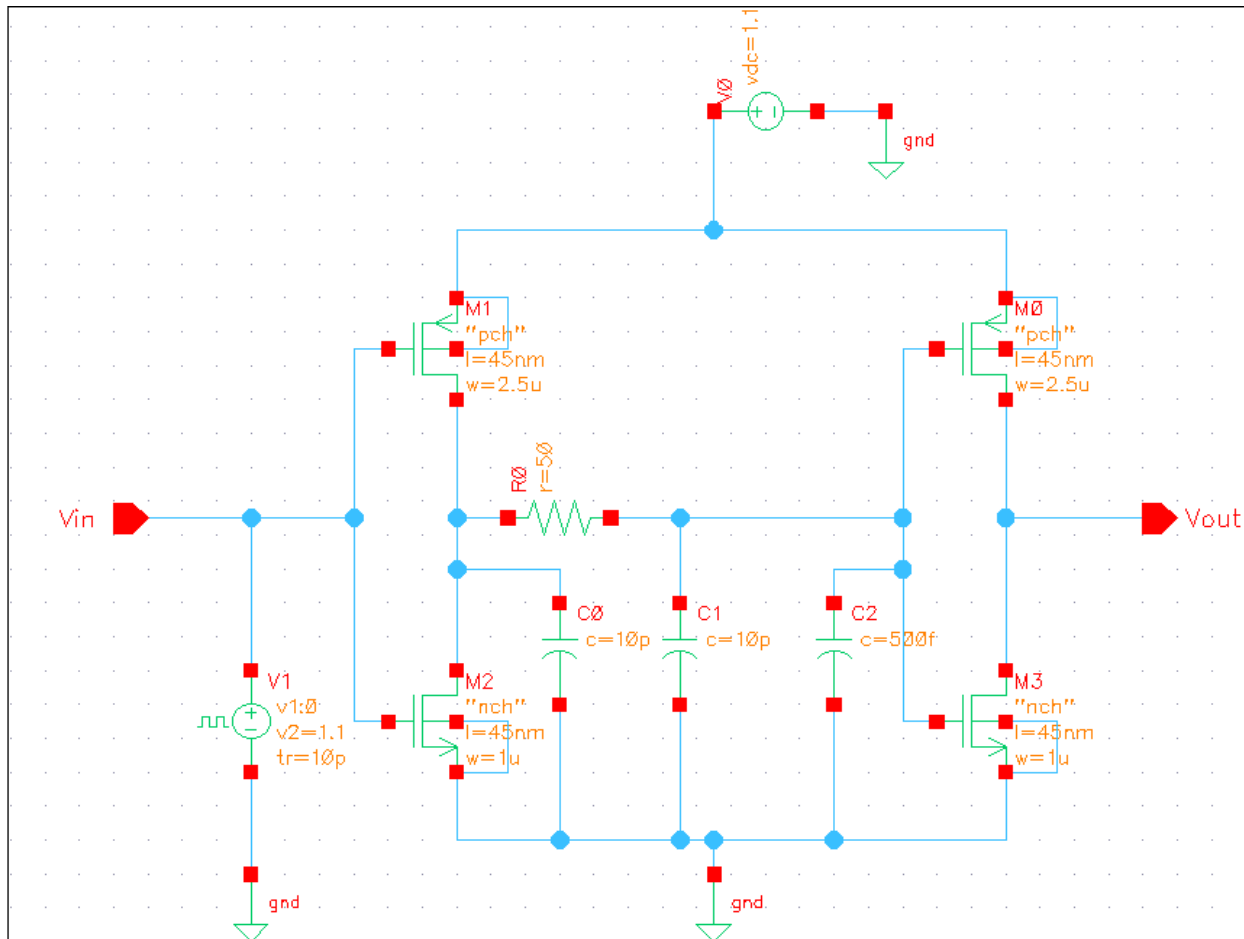 vdc=1.1
V0
gnd
M1
"pch"
l=45nm
w=2.5u
M0
"pch"
l=45nm
w=2.5u
R0
r=50
Vin
Vout
C0
c=10p
C1
c=10p
C2
c=500f
V1
v1:0
v2=1.1
tr=10p
M2
"nch"
l=45nm
w=1u
M3
"nch"
l=45nm
w=1u
gnd
gnd